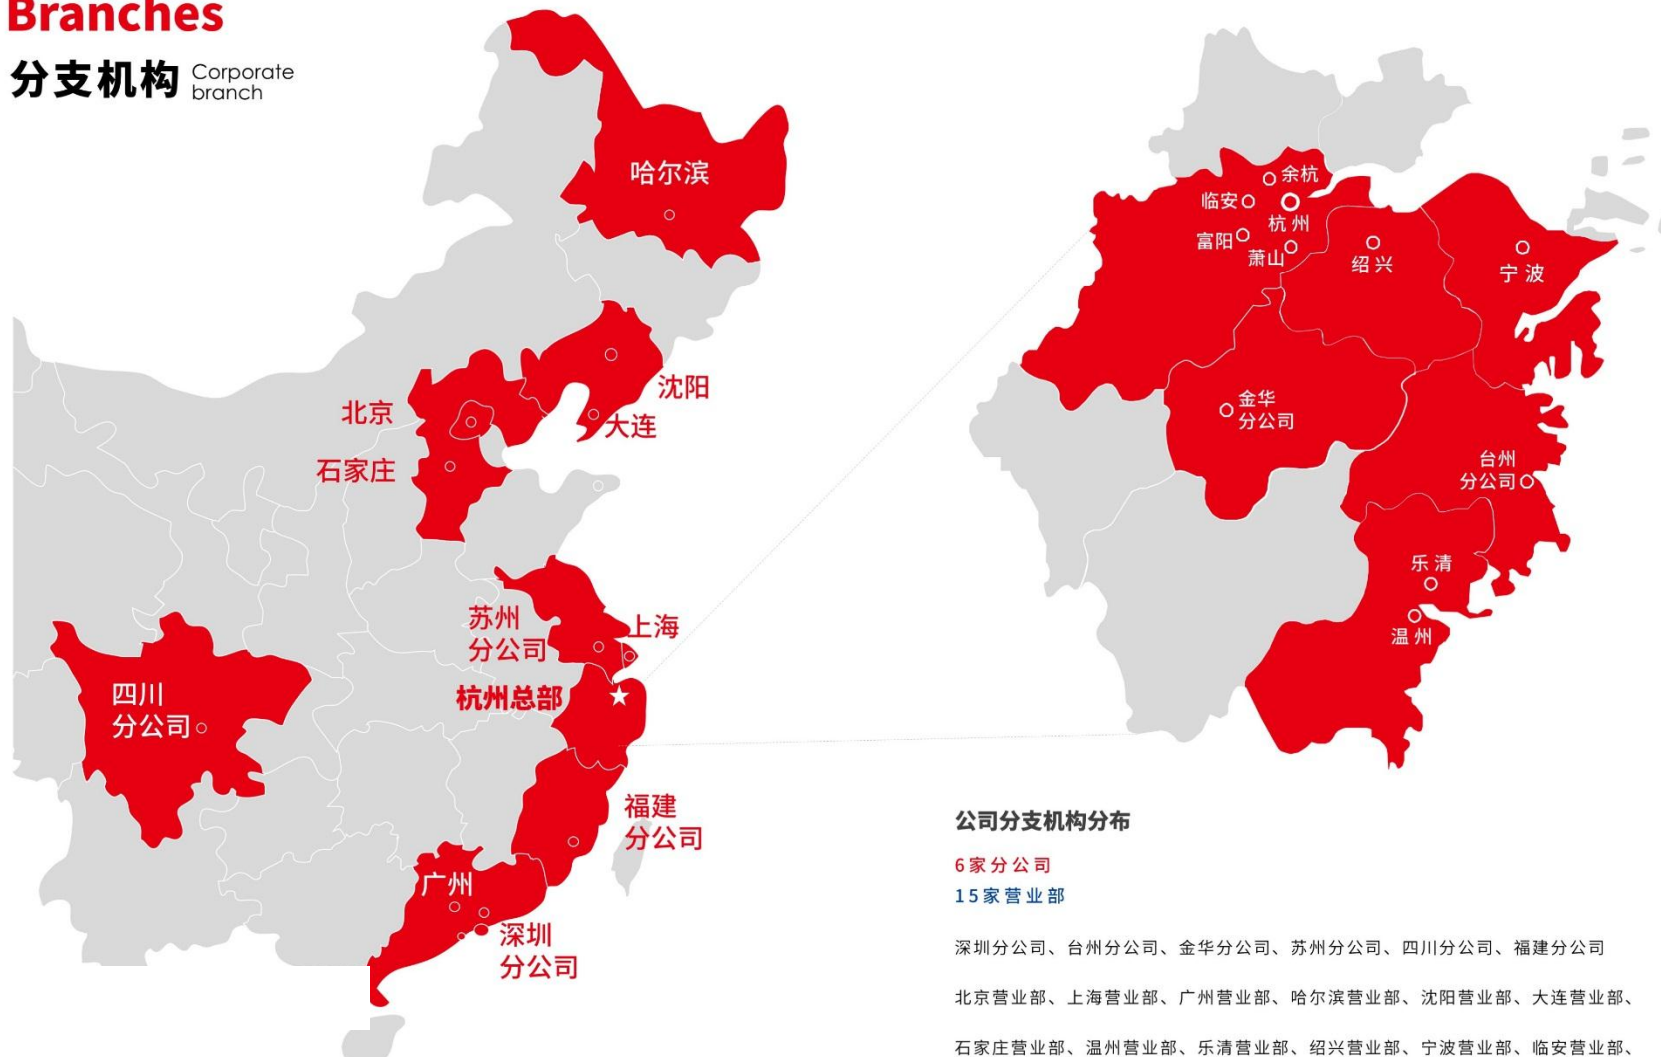 Branches
分支机构 Corporate
branch
哈尔滨
沈阳
大连
北京
石家庄
苏州
分公司
上海
杭州总部
四川
分公司
福建
分公司
广州
深圳
分公司
余杭
临安
杭州
富阳
萧山
绍兴
宁波
金华
分公司
台州
分公司
乐清
温州
公司分支机构分布
6家分公司
15家营业部
深圳分公司、台州分公司、金华分公司、苏州分公司、四川分公司、福建分公司
北京营业部、上海营业部、广州营业部、哈尔滨营业部、沈阳营业部、大连营业部、
石家庄营业部、温州营业部、乐清营业部、绍兴营业部、宁波营业部、临安营业部、